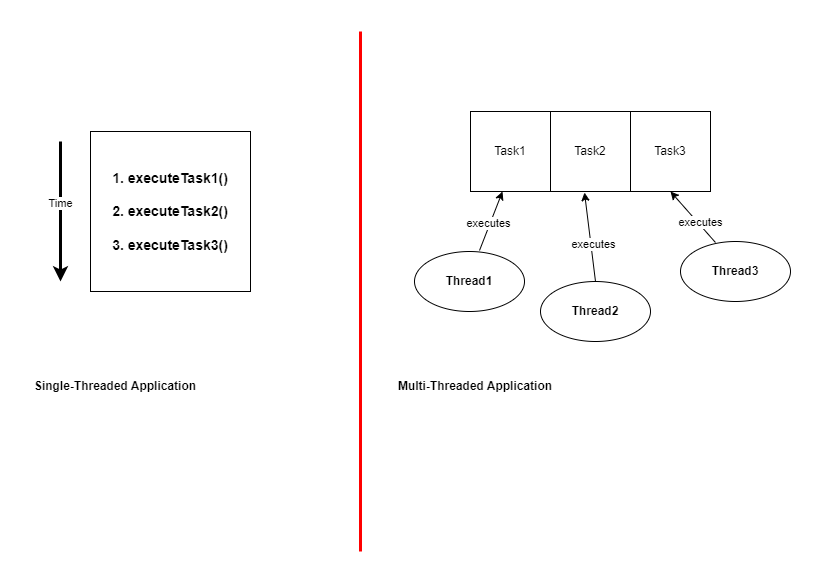 Time
1. executeTask1()
2. executeTask2()
3. executeTask3()
Single-Threaded Application
Task1
Task2
Task3
executes
executes
executes
Thread1
Thread2
Thread3
Multi-Threaded Application